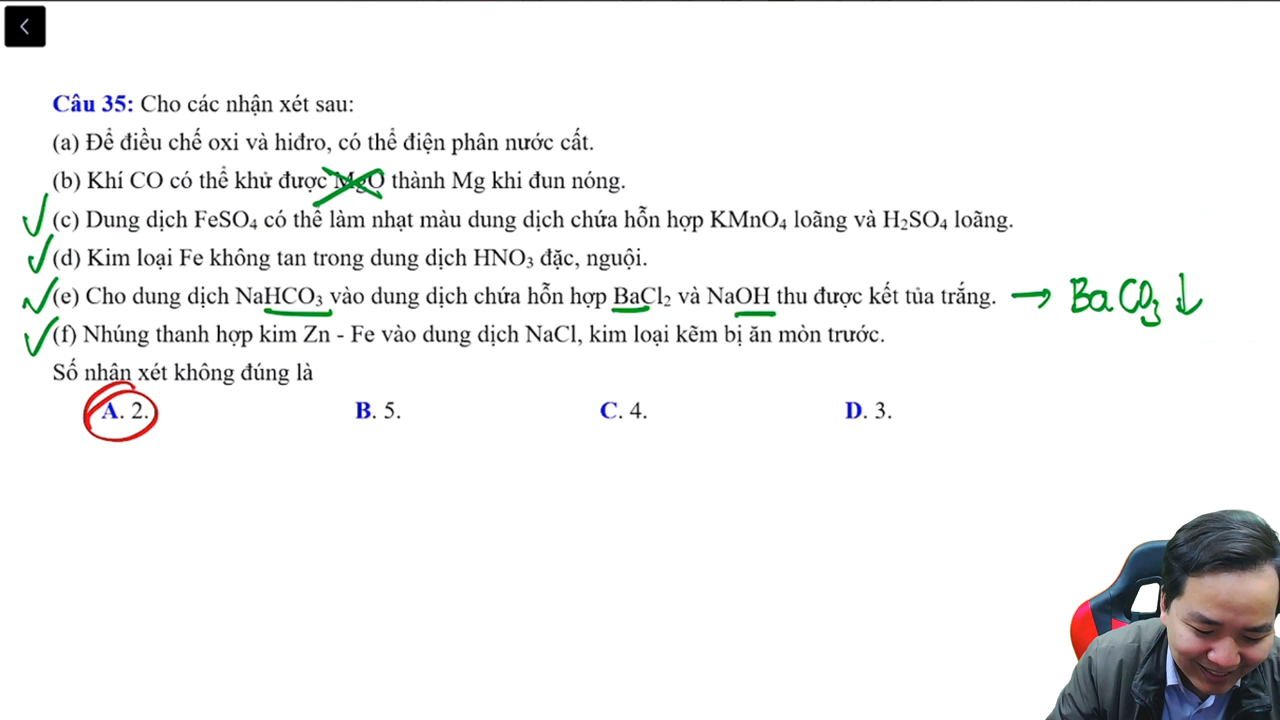 Câu 35: Cho các nhận xét sau:
(a) Để điều chế oxi và hiđro, có thể điện phân nước cất.
(b) Khí CO có thể khử được MgO thành Mg khi đun nóng.
(c) Dung dịch FeSO₄ có thể làm nhạt màu dung dịch chứa hỗn hợp KMnO₄ loãng và H₂SO₄ loãng.
(d) Kim loại Fe không tan trong dung dịch HNO₃ đặc, nguội.
(e) Cho dung dịch NaHCO₃ vào dung dịch chứa hỗn hợp BaCl₂ và NaOH thu được kết tủa trắng. → BaCO₃ ↓
(f) Nhúng thanh hợp kim Zn - Fe vào dung dịch NaCl, kim loại kẽm bị ăn mòn trước.
Số nhận xét không đúng là
A. 2. B. 5. C. 4. D. 3.